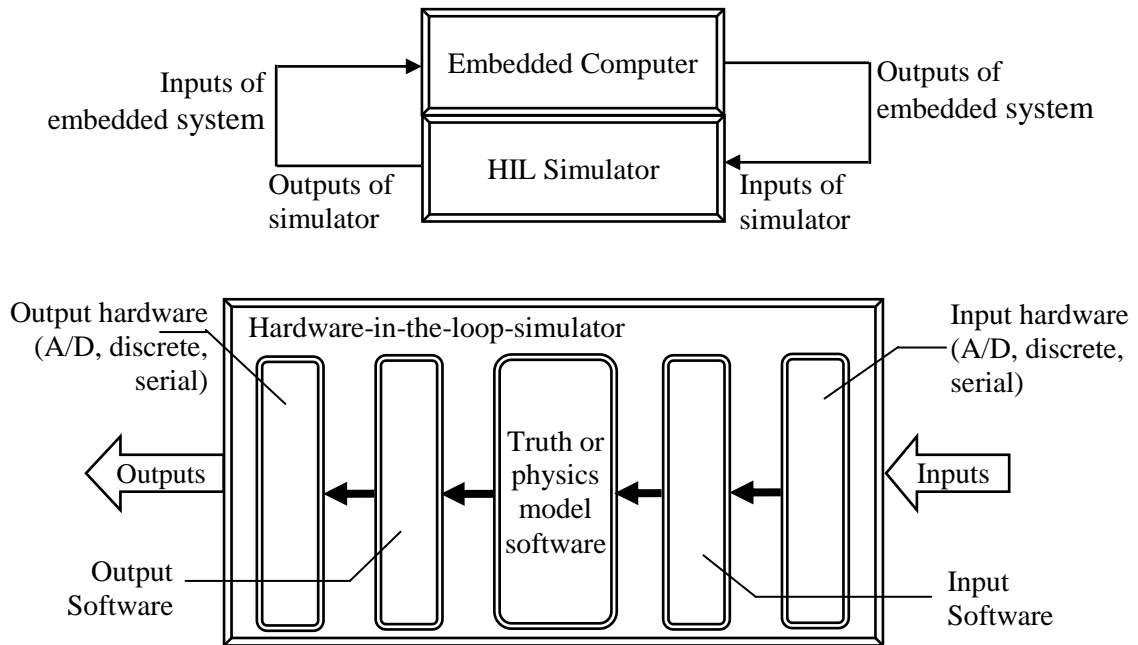 Embedded Computer
Inputs of
embedded system
Outputs of
embedded system
HIL Simulator
Outputs of
simulator
Inputs of
simulator
Output hardware
(A/D, discrete,
serial)
Hardware-in-the-loop-simulator
Input hardware
(A/D, discrete,
serial)
Outputs
Truth or
physics
model
software
Inputs
Output
Software
Input
Software